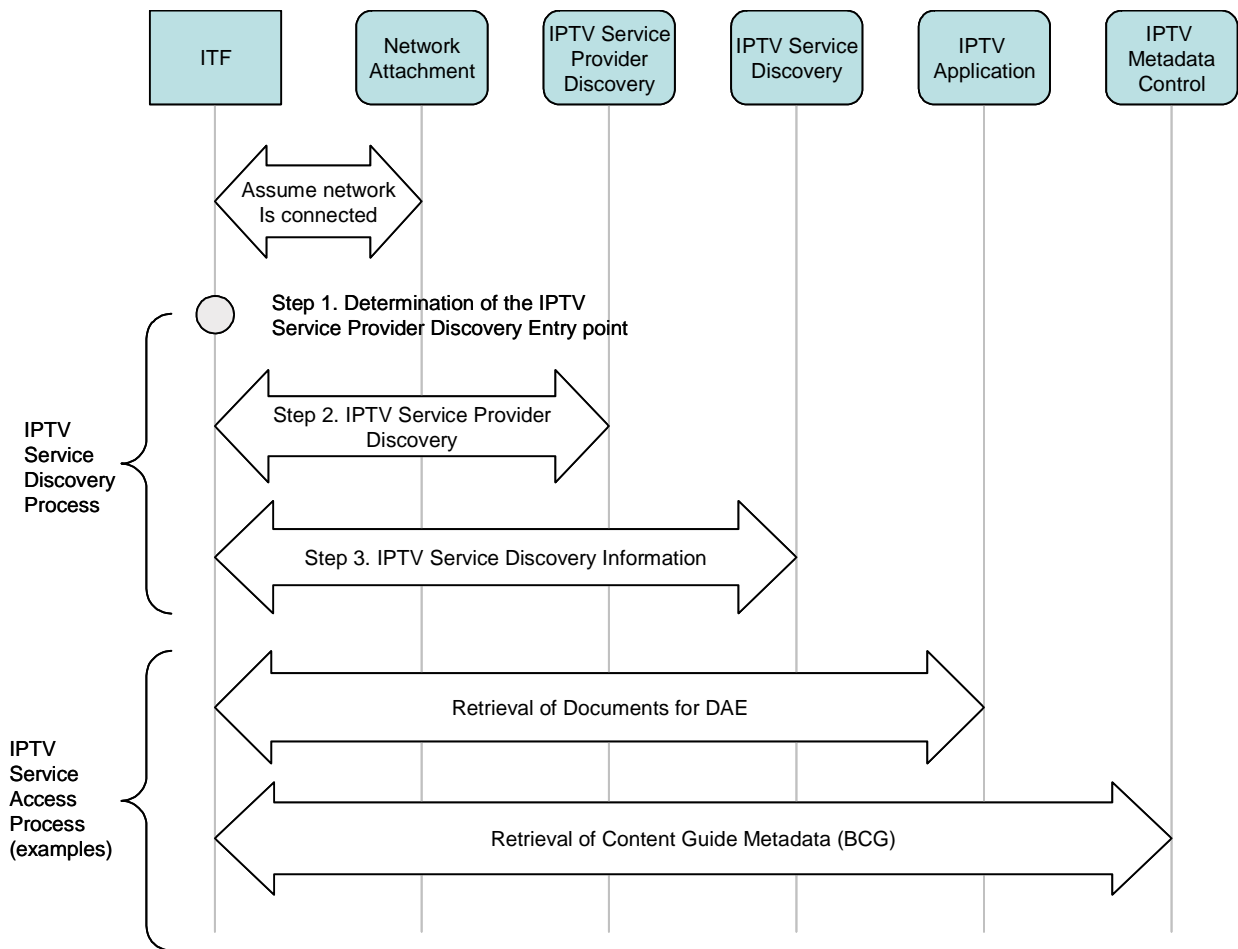 ITF
Network
Attachment
IPTV Service
Provider
Discovery
IPTV Service
Discovery
IPTV
Application
IPTV
Metadata
Control
Assume network
Is connected
Step 1. Determination of the IPTV
Service Provider Discovery Entry point
Step 2. IPTV Service Provider
Discovery
IPTV
Service
Discovery
Process
Step 3. IPTV Service Discovery Information
Retrieval of Documents for DAE
IPTV
Service
Access
Process
(examples)
Retrieval of Content Guide Metadata (BCG)